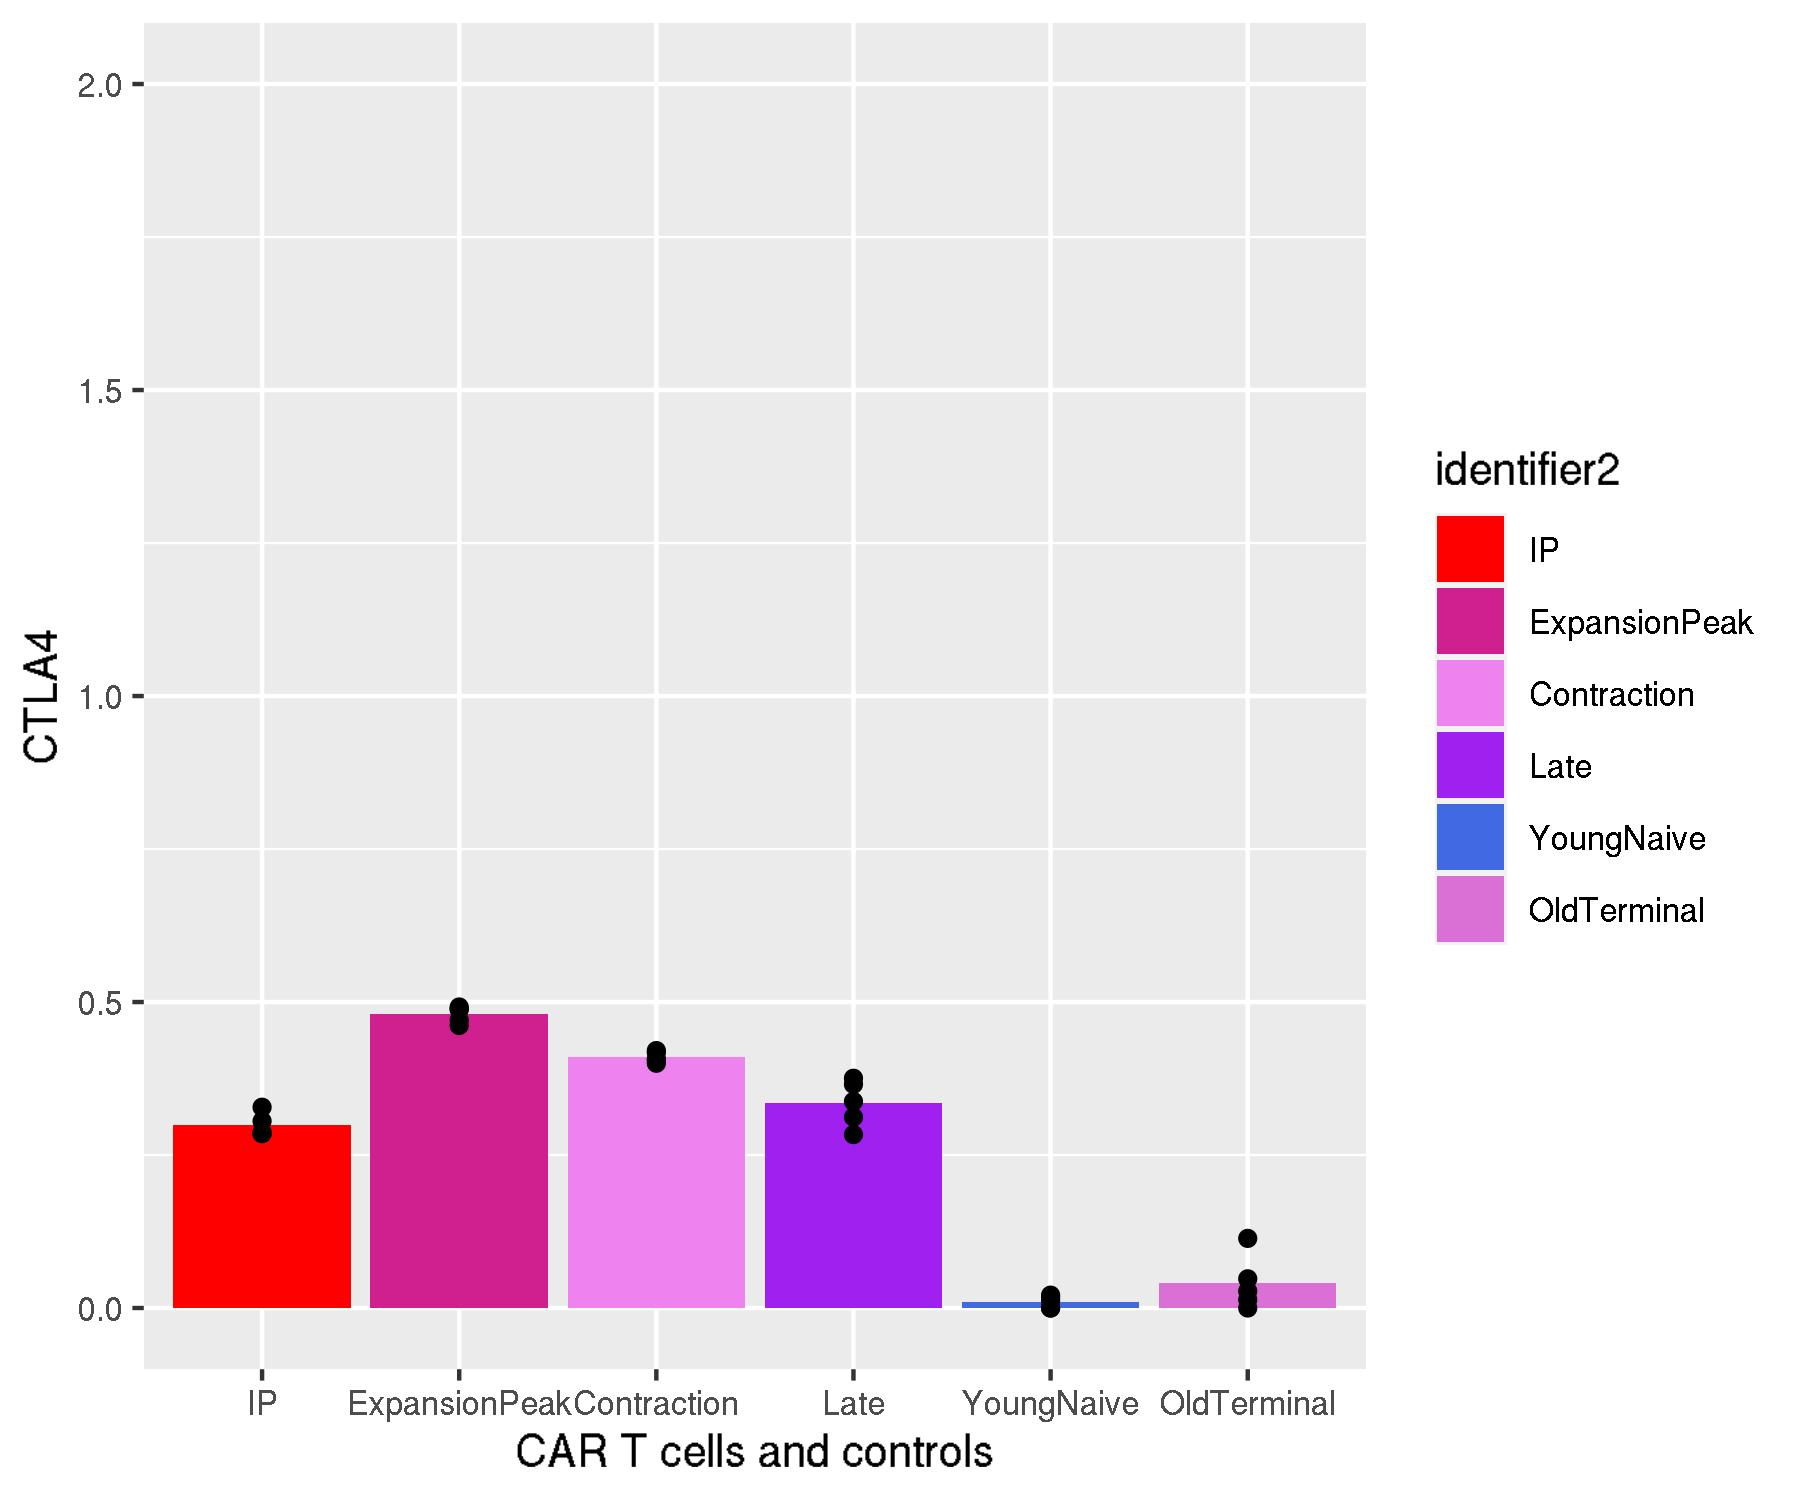 2.0
1.5
1.0
0.5
0.0
CTLA4
IP ExpansionPeak Contraction Late YoungNaive OldTerminal
CAR T cells and controls
identifier2
IP
ExpansionPeak
Contraction
Late
YoungNaive
OldTerminal